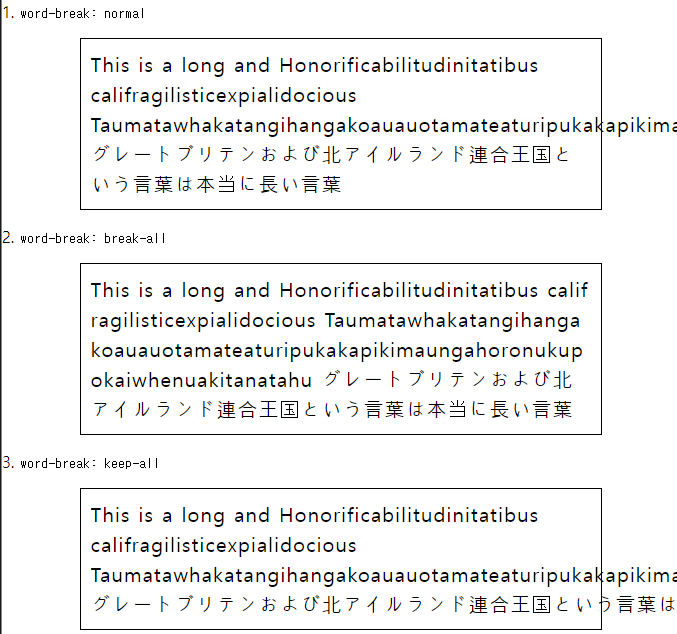 1. word-break: normal
This is a long and Honorificabilitudinitatibus
califragilisticexpialidocious
Taumatawhakatangihangakoauauotamateaturipukakapikima
グレートブリテンおよび北アイルランド連合王国と
いう言葉は本当に長い言葉
2. word-break: break-all
This is a long and Honorificabilitudinitatibus calif
ragilisticexpialidocious Taumatawhakatangihanga
koauauotamateaturipukakapikimaungahoronukup
okaiwhenuakitanatahu グレートブリテンおよび北
アイルランド連合王国という言葉は本当に長い言葉
3. word-break: keep-all
This is a long and Honorificabilitudinitatibus
califragilisticexpialidocious
Taumatawhakatangihangakoauauotamateaturipukakapikima
グレートブリテンおよび北アイルランド連合王国という言葉は